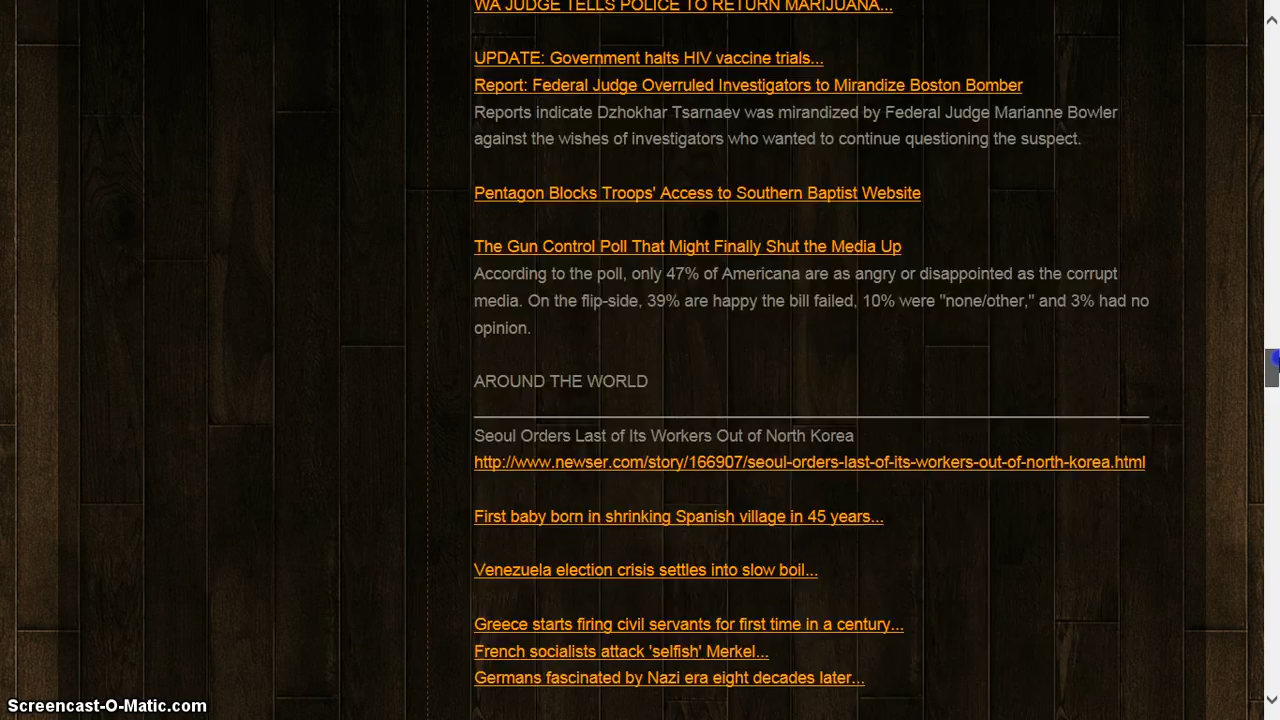 WA JUDGE TELLS POLICE TO RETURN MARIJUANA...
UPDATE: Government halts HIV vaccine trials...
Report: Federal Judge Overruled Investigators to Mirandize Boston Bomber
Reports indicate Dzhokhar Tsarnaev was mirandized by Federal Judge Marianne Bowler
against the wishes of investigators who wanted to continue questioning the suspect.
Pentagon Blocks Troops' Access to Southern Baptist Website
The Gun Control Poll That Might Finally Shut the Media Up
According to the poll, only 47% of Americana are as angry or disappointed as the corrupt
media. On the flip-side, 39% are happy the bill failed, 10% were "none/other," and 3% had no
opinion.
AROUND THE WORLD
Seoul Orders Last of Its Workers Out of North Korea
http://www.newser.com/story/166907/seoul-orders-last-of-its-workers-out-of-north-korea.html
First baby born in shrinking Spanish village in 45 years...
Venezuela election crisis settles into slow boil...
Greece starts firing civil servants for first time in a century...
French socialists attack 'selfish' Merkel...
Germans fascinated by Nazi era eight decades later...
Screencast-O-Matic.com